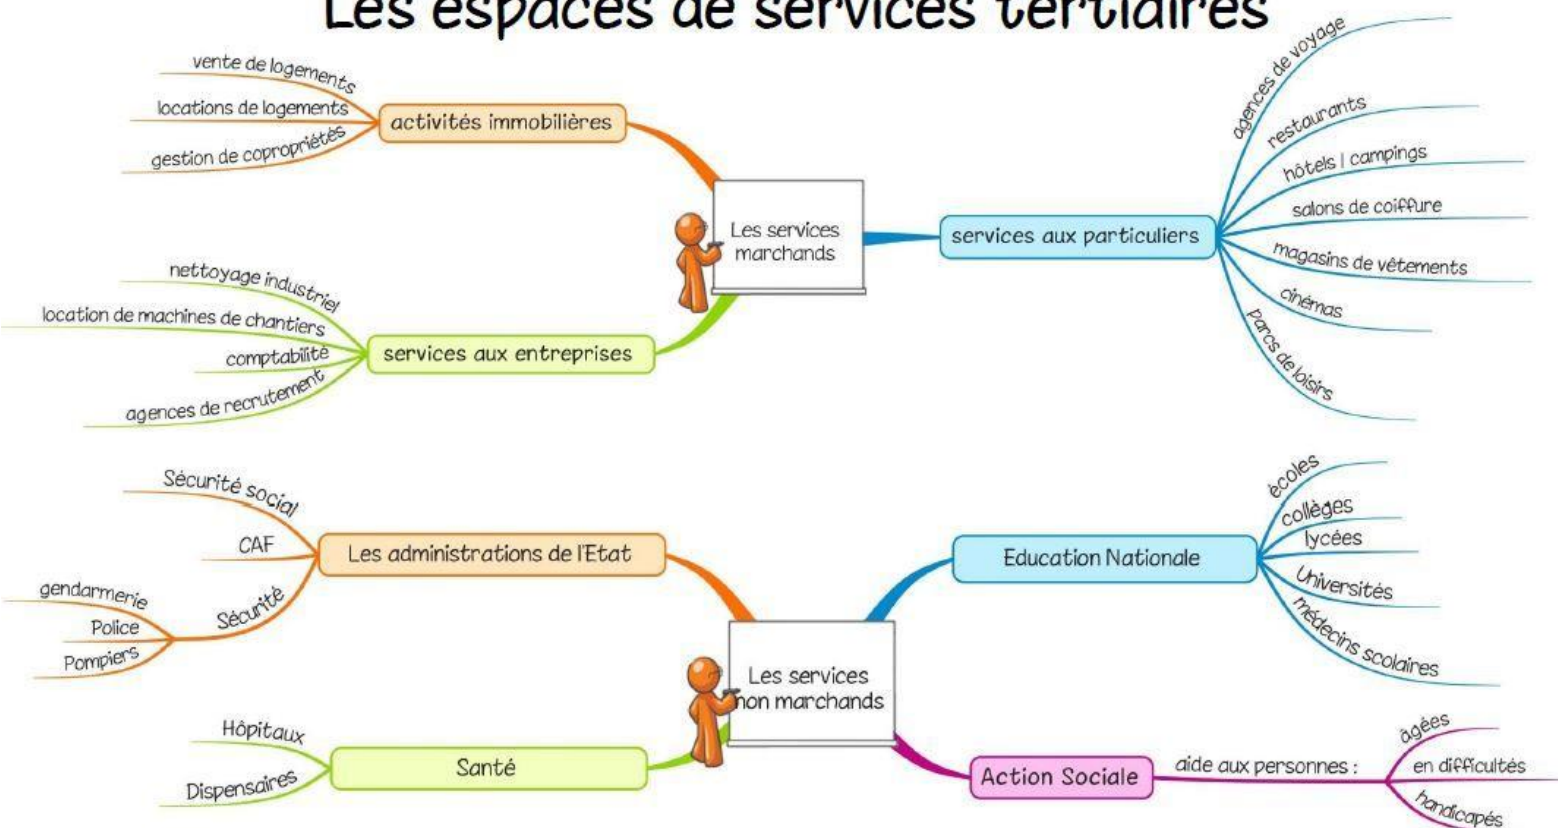 Les espaces de services tertiaires
vente de logements
locations de logements
gestion de copropriétés
activités immobilières
nettoyage industriel
location de machines de chantiers
comptabilité
agences de recrutement
services aux entreprises
Les services
marchands
services aux particuliers
agences de voyage
restaurants
hôtels | campings
salons de coiffure
magasins de vêtements
cinémas
parcs de loisirs
Sécurité social
CAF
Sécurité
gendarmerie
Police
Pompiers
Les administrations de l'Etat
Hôpitaux
Dispensaires
Santé
Les services
non marchands
Education Nationale
écoles
collèges
lycées
Universités
médecins scolaires
Action Sociale
aide aux personnes :
âgées
en difficultés
handicapés